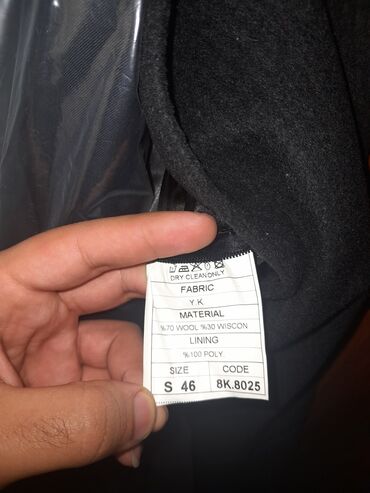 DRY CLEAN ONLY
FABRIC
Y K
MATERIAL
%70 WOOL %30 WISCON
LINING
%100 POLY.
SIZE CODE
S 46 8K.8025